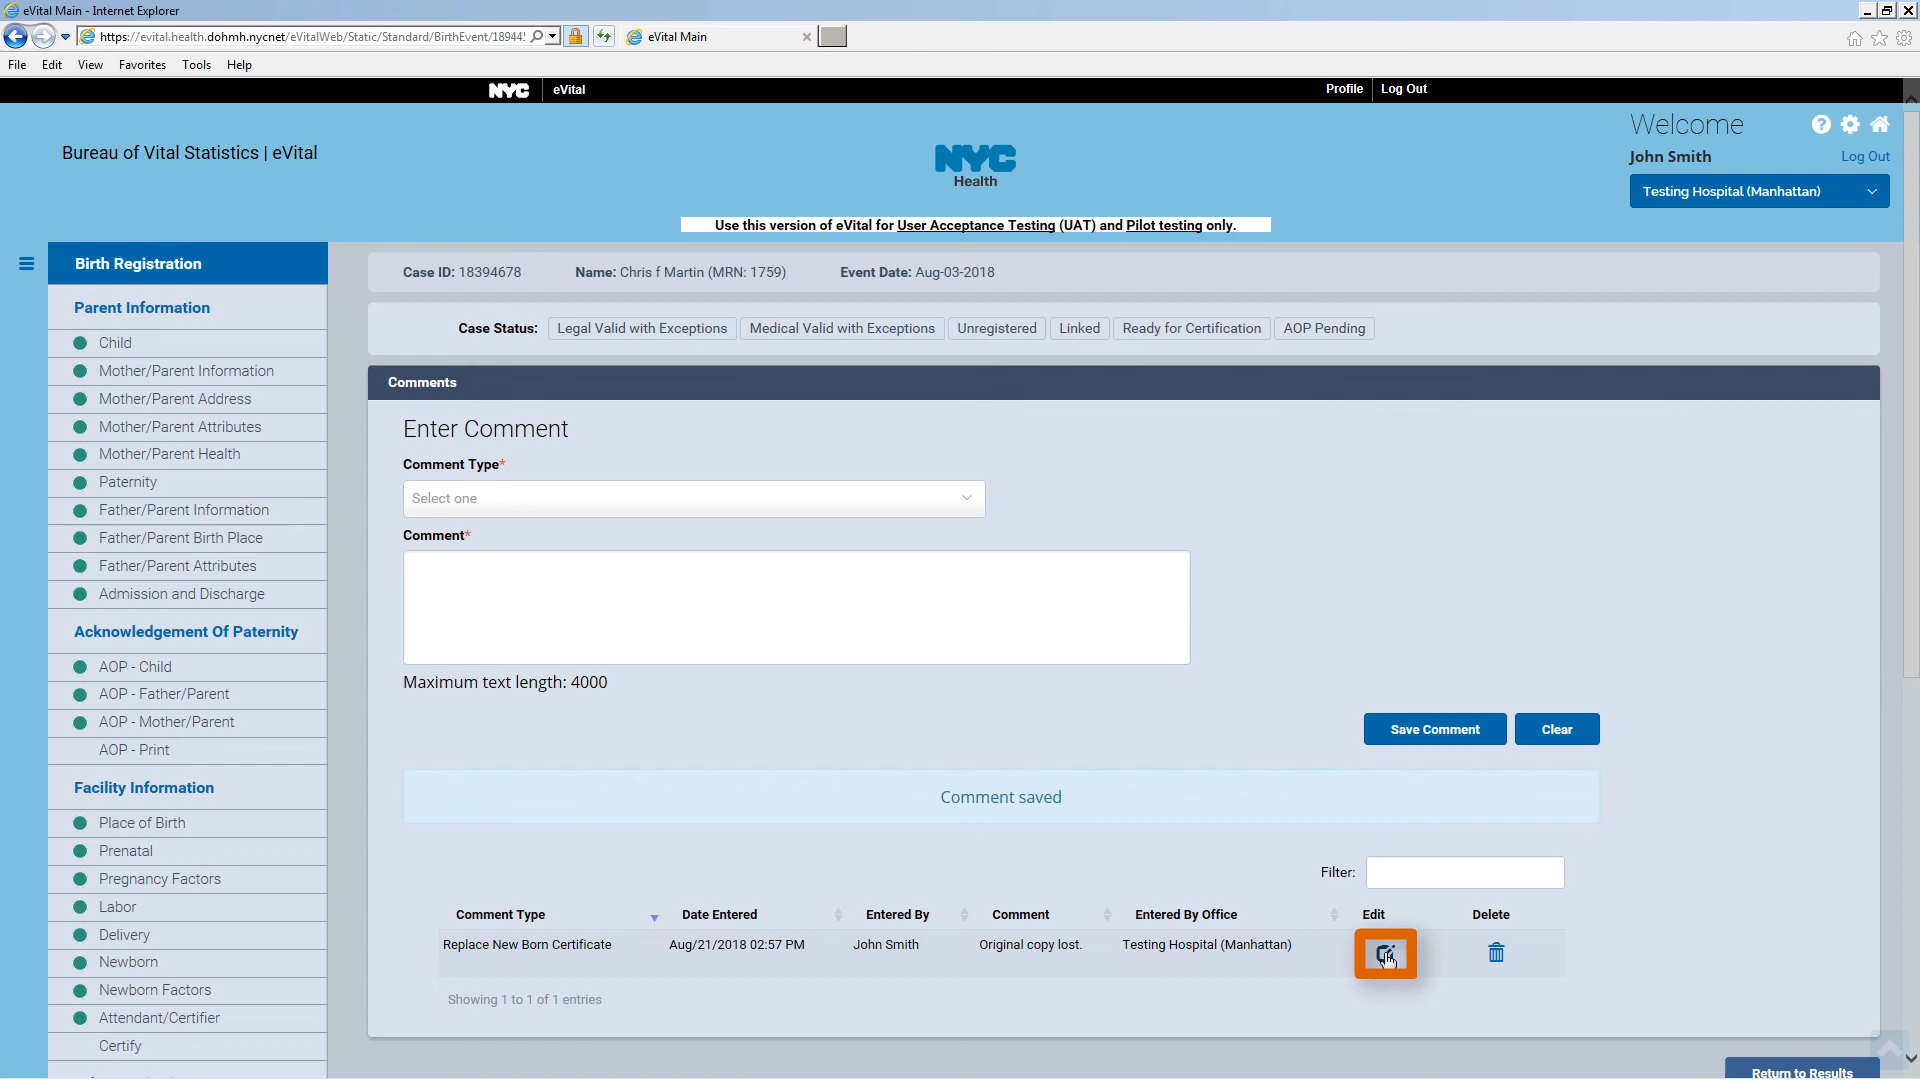 eVital Main - Internet Explorer
https://evital.health.dohmh.nycnet/eVitalWeb/Static/Standard/BirthEvent/18944
eVital Main
File Edit View Favorites Tools Help
NYC eVital Profile Log Out
Bureau of Vital Statistics | eVital
NYC
Health
Welcome
John Smith Log Out
Testing Hospital (Manhattan)
Use this version of eVital for User Acceptance Testing (UAT) and Pilot testing only.
Birth Registration
Parent Information
Child
Mother/Parent Information
Mother/Parent Address
Mother/Parent Attributes
Mother/Parent Health
Paternity
Father/Parent Information
Father/Parent Birth Place
Father/Parent Attributes
Admission and Discharge
Acknowledgement Of Paternity
AOP - Child
AOP - Father/Parent
AOP - Mother/Parent
AOP - Print
Facility Information
Place of Birth
Prenatal
Pregnancy Factors
Labor
Delivery
Newborn
Newborn Factors
Attendant/Certifier
Certify
Case ID: 18394678 Name: Chris f Martin (MRN: 1759) Event Date: Aug-03-2018
Case Status: Legal Valid with Exceptions Medical Valid with Exceptions Unregistered Linked Ready for Certification AOP Pending
Comments
Enter Comment
Comment Type*
Select one
Comment*
Maximum text length: 4000
Save Comment Clear
Comment saved
Filter:
Comment Type Date Entered Entered By Comment Entered By Office Edit Delete
Replace New Born Certificate Aug/21/2018 02:57 PM John Smith Original copy lost. Testing Hospital (Manhattan)
Showing 1 to 1 of 1 entries
Return to Results